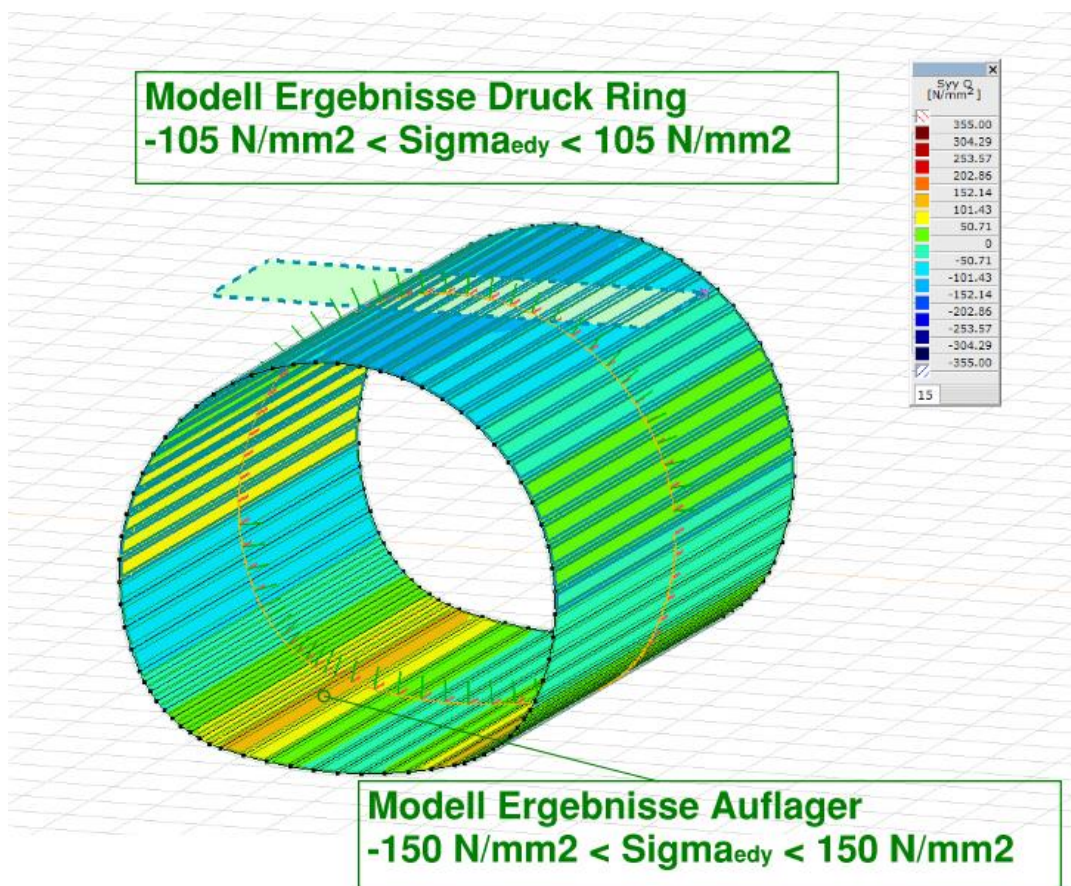 Modell Ergebnisse Druck Ring
-105 N/mm2 < Sigmaedy < 105 N/mm2
Syy Q
[N/mm²]
355.00
304.29
253.57
202.86
152.14
101.43
50.71
0
-50.71
-101.43
-152.14
-202.86
-253.57
-304.29
-355.00
15
Modell Ergebnisse Auflager
-150 N/mm2 < Sigmaedy < 150 N/mm2